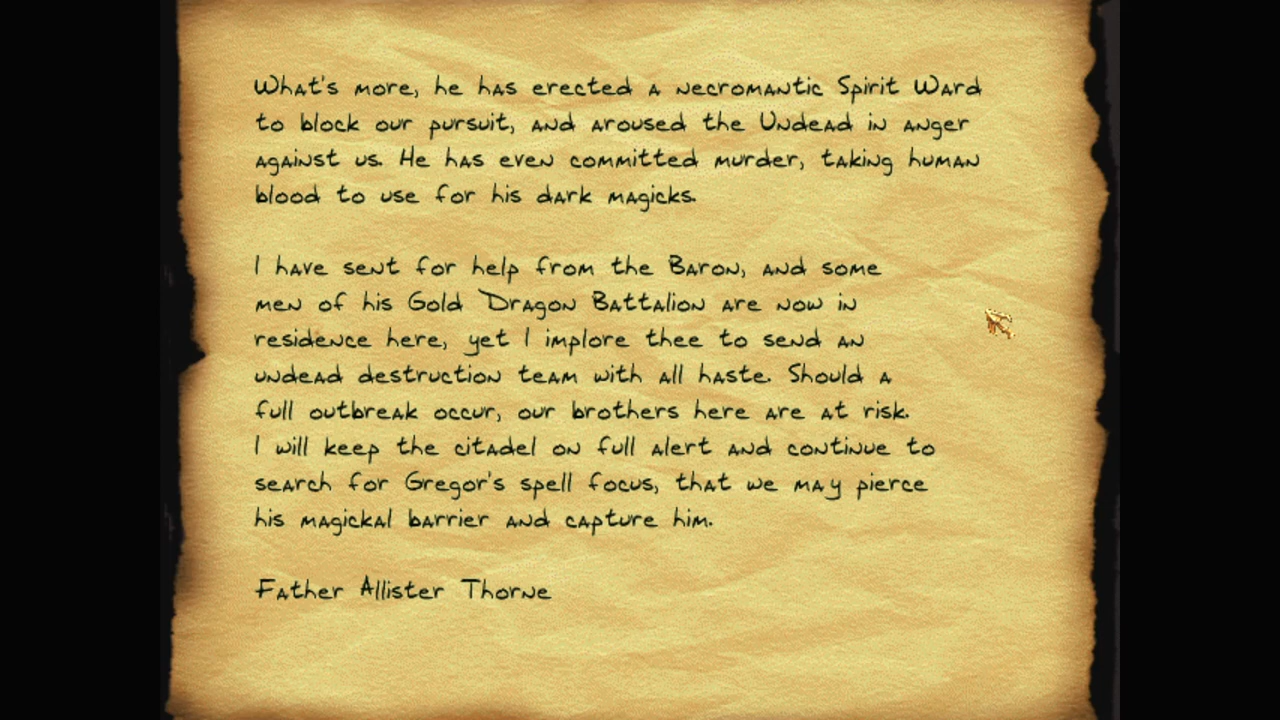 What's more, he has erected a necromantic Spirit Ward
to block our pursuit, and aroused the Undead in anger
against us. He has even committed murder, taking human
blood to use for his dark magicks.
I have sent for help from the Baron, and some
men of his Gold Dragon Battalion are now in
residence here, yet I implore thee to send an
undead destruction team with all haste. Should a
full outbreak occur, our brothers here are at risk.
I will keep the citadel on full alert and continue to
search for Gregor's spell focus, that we may pierce
his magickal barrier and capture him.
Father Allister Thorne